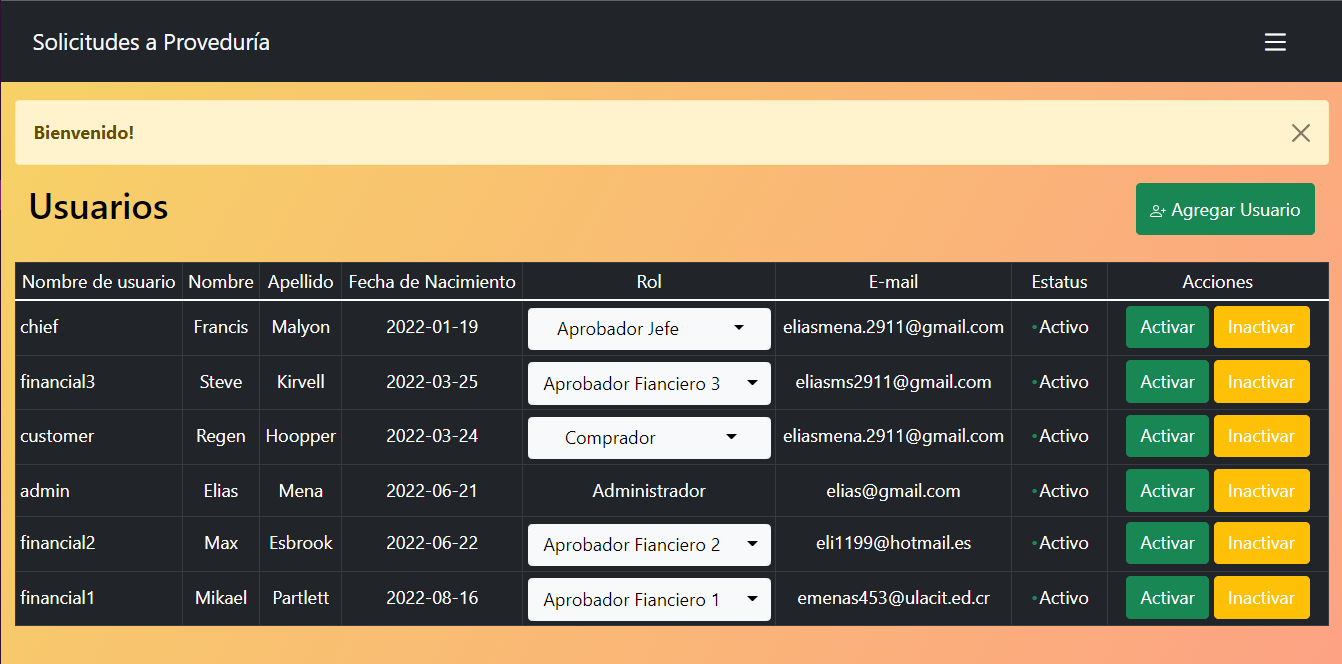 Solicitudes a Proveduría
Bienvenido!
Usuarios
Agregar Usuario
Nombre de usuario Nombre Apellido Fecha de Nacimiento Rol E-mail Estatus Acciones
chief Francis Malyon 2022-01-19 Aprobador Jefe eliasmena.2911@gmail.com Activo Activar Inactivar
financial3 Steve Kirvell 2022-03-25 Aprobador Fianciero 3 eliasms2911@gmail.com Activo Activar Inactivar
customer Regen Hoopper 2022-03-24 Comprador eliasmena.2911@gmail.com Activo Activar Inactivar
admin Elias Mena 2022-06-21 Administrador elias@gmail.com Activo Activar Inactivar
financial2 Max Esbrook 2022-06-22 Aprobador Fianciero 2 eli1199@hotmail.es Activo Activar Inactivar
financial1 Mikael Partlett 2022-08-16 Aprobador Fianciero 1 emenas453@ulacit.ed.cr Activo Activar Inactivar